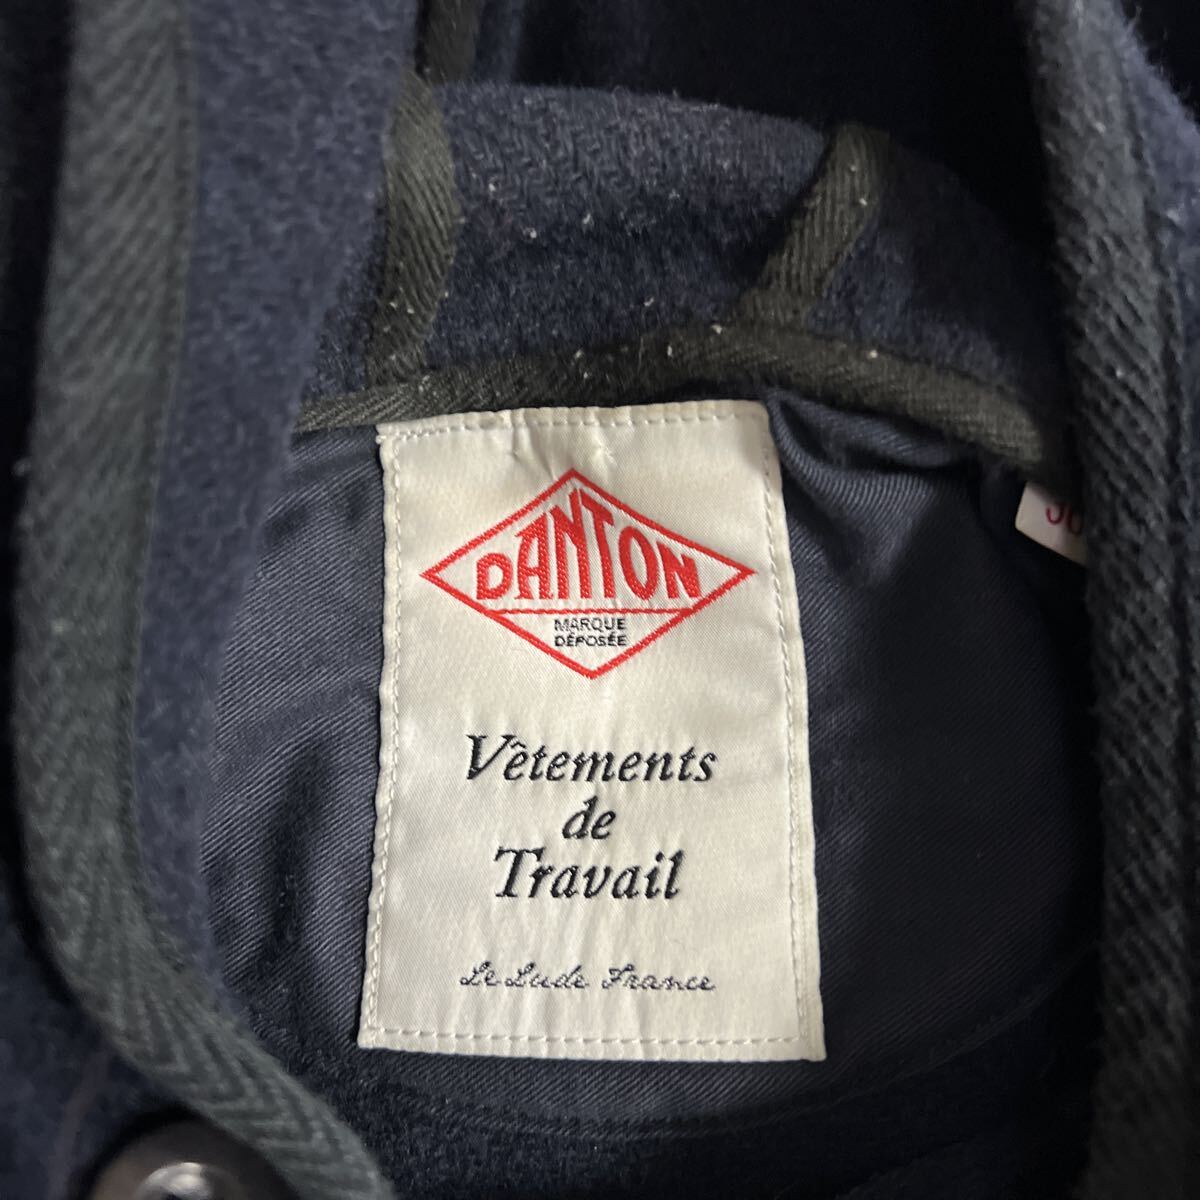 DANTON
MARQUE
DÉPOSÉE
Vêtements
de
Travail
Le Lude France